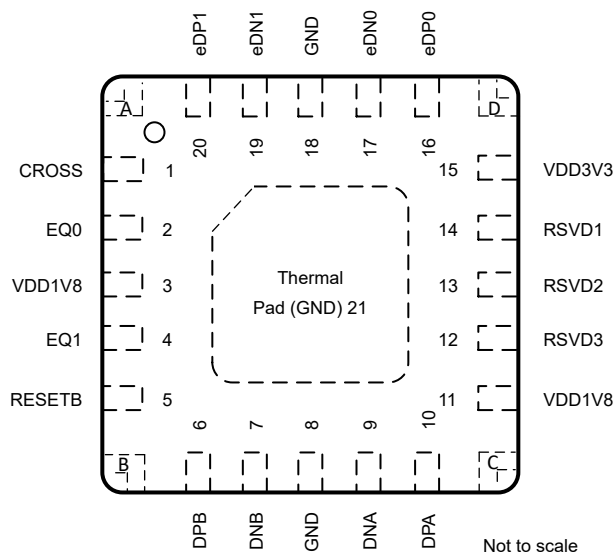 eDP1
eDN1
GND
eDN0
eDP0
A
D
20
19
18
17
16
CROSS
1
15
VDD3V3
EQ0
2
14
RSVD1
VDD1V8
3
Thermal
Pad (GND) 21
13
RSVD2
EQ1
4
12
RSVD3
RESETB
5
11
VDD1V8
6
7
8
9
10
B
C
DPB
DNB
GND
DNA
DPA
Not to scale